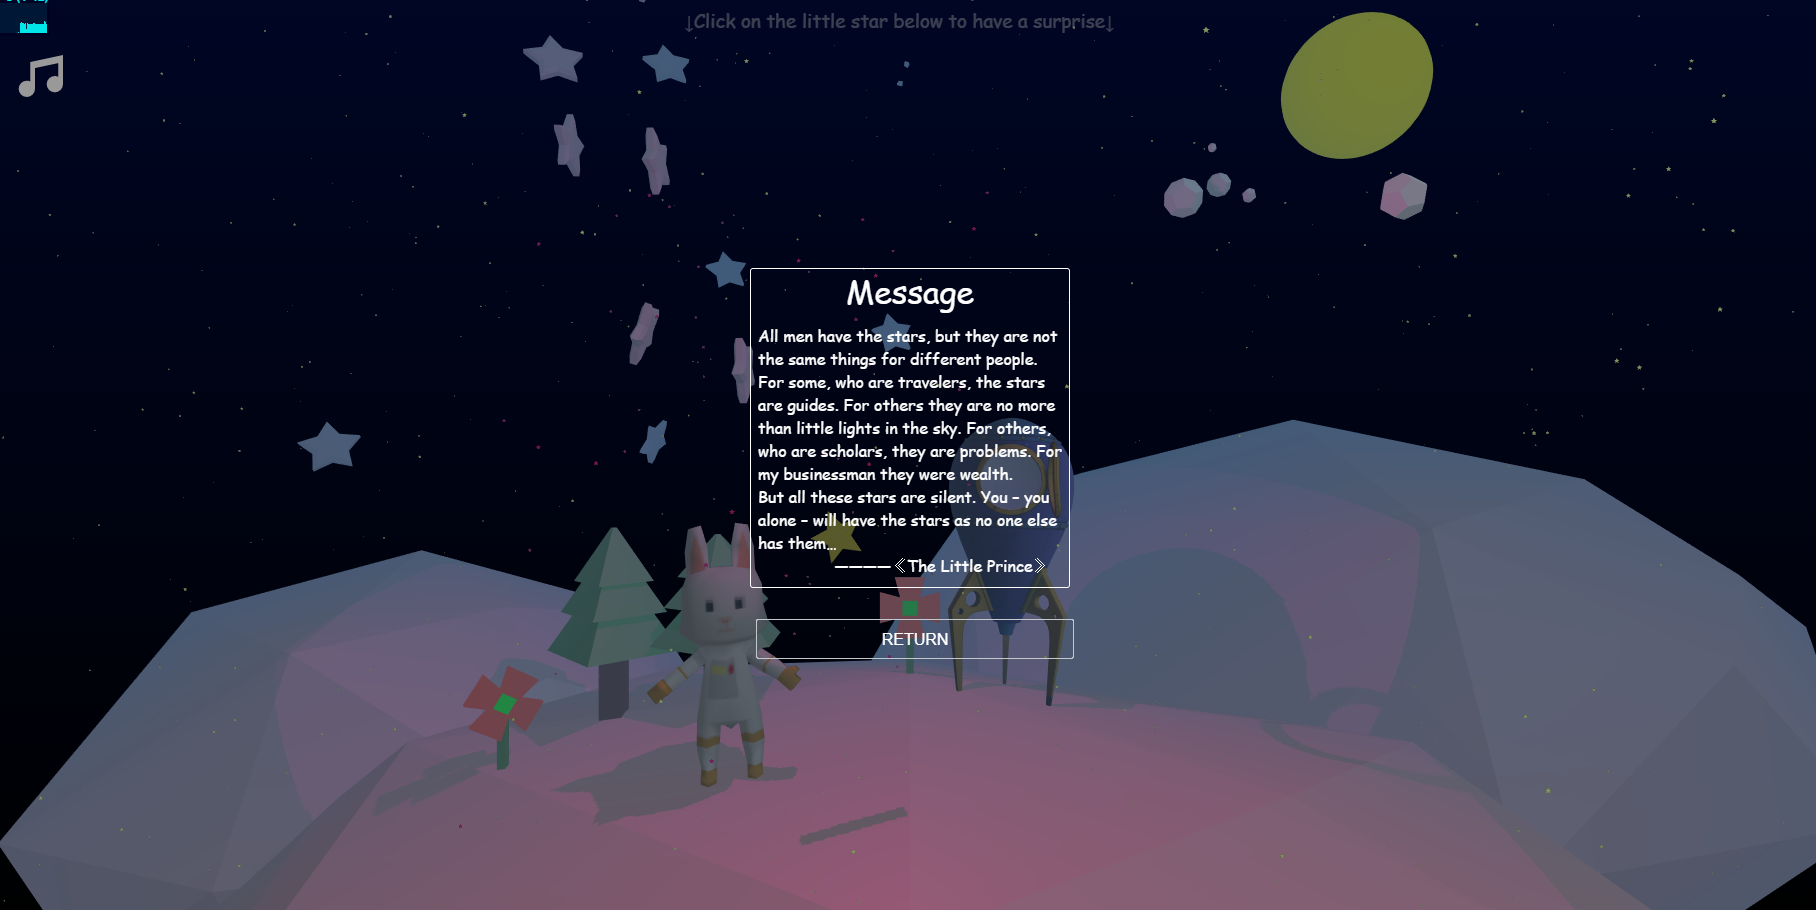 ↓Click on the little star below to have a surprise↓
Message
All men have the stars, but they are not
the same things for different people.
For some, who are travelers, the stars
are guides. For others they are no more
than little lights in the sky. For others,
who are scholars, they are problems. For
my businessman they were wealth.
But all these stars are silent. You – you
alone – will have the stars as no one else
has them…
————《The Little Prince》
RETURN